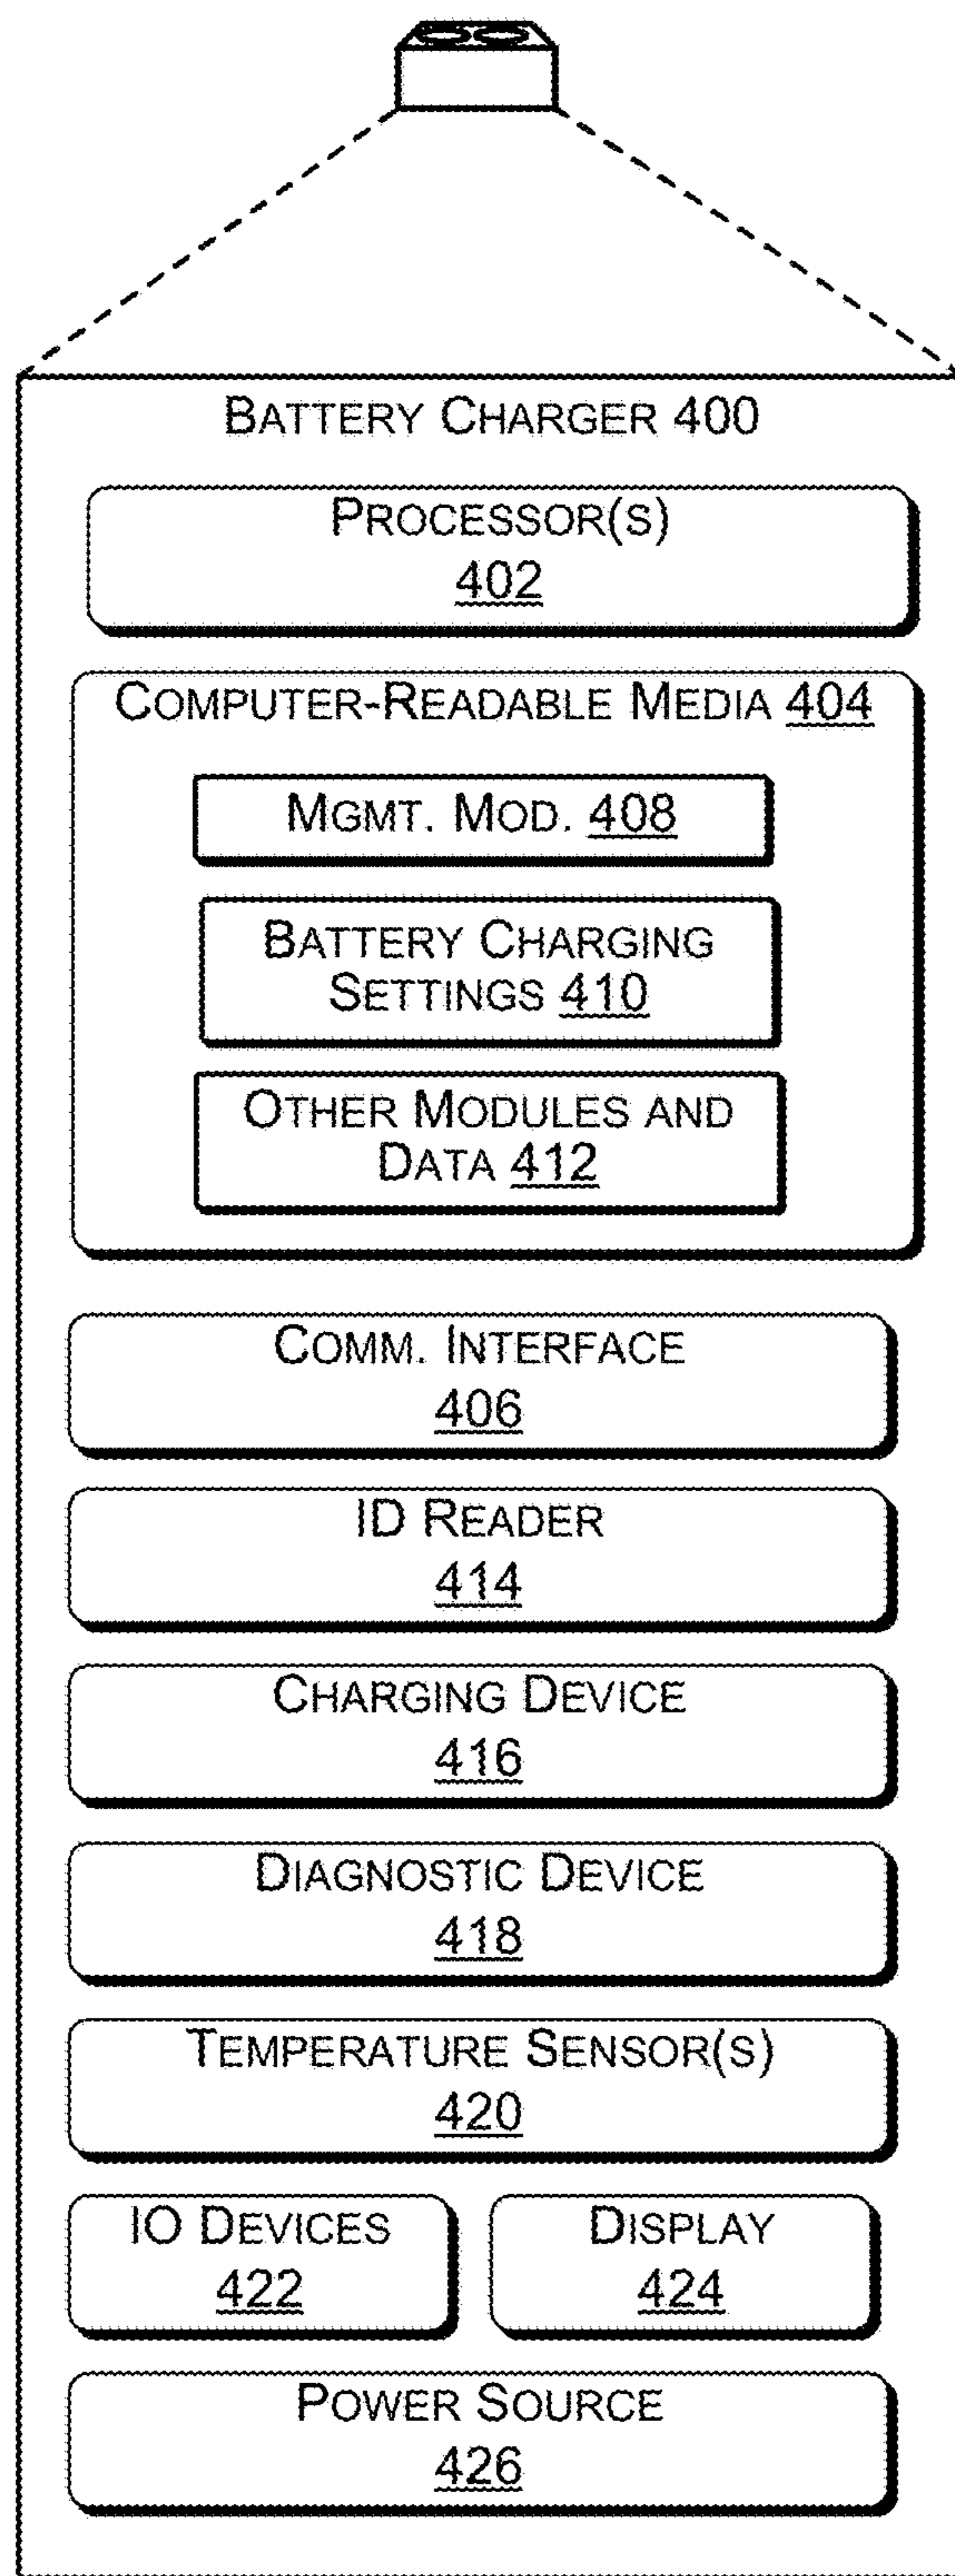 BATTERY CHARGER 400
PROCESSOR(S)
402
COMPUTER-READABLE MEDIA 404
MGMT. MOD. 408
BATTERY CHARGING
SETTINGS 410
OTHER MODULES AND
DATA 412
COMM. INTERFACE
406
ID READER
414
CHARGING DEVICE
416
DIAGNOSTIC DEVICE
418
TEMPERATURE SENSOR(S)
420
IO DEVICES
422
DISPLAY
424
POWER SOURCE
426